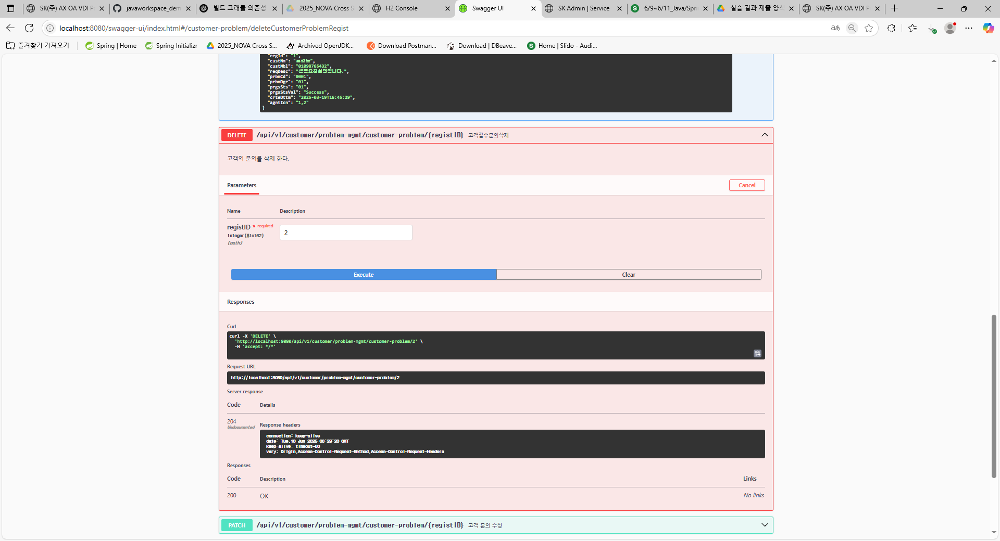 SK(주) AX OA VDI P
javaworkspace_dem
빌드 그래들 의존성
2025_NOVA Cross S
H2 Console
Swagger UI
SK Admin | Service
6/9~6/11_Java/Spri
실습 결과 제출 양식
SK(주) AX OA VDI P
localhost:8080/swagger-ui/index.html#/customer-problem/deleteCustomerProblemRegist
즐겨찾기 가져오기
Spring | Home
Spring Initializr
2025_NOVA Cross S...
Archived OpenJDK...
Download Postman...
Download | DBeave...
Home | Slido - Audi...
"regId": "1",
"custNm": "홍길동",
"custMbl": "01098765432",
"reqDesc": "샘플요청설명입니다.",
"prbmCd": "0001",
"prbmDgr": "01",
"prgsSts": "01",
"prgsStsVal": "Success",
"crteDttm": "2025-03-19T16:45:29",
"agntIcn": "1,2"
}
DELETE /api/v1/customer/problem-mgmt/customer-problem/{registID} 고객접수문의삭제
고객의 문의를 삭제 한다.
Parameters
Cancel
Name Description
registID * required
integer($int32)
(path)
2
Execute
Clear
Responses
Curl
curl -X 'DELETE' \
'http://localhost:8080/api/v1/customer/problem-mgmt/customer-problem/2' \
-H 'accept: */*'
Request URL
http://localhost:8080/api/v1/customer/problem-mgmt/customer-problem/2
Server response
Code Details
204
Undocumented
Response headers
connection: keep-alive
date: Tue,10 Jun 2025 00:29:20 GMT
keep-alive: timeout=60
vary: Origin,Access-Control-Request-Method,Access-Control-Request-Headers
Responses
Code Description Links
200 OK No links
PATCH /api/v1/customer/problem-mgmt/customer-problem/{registID} 고객 문의 수정